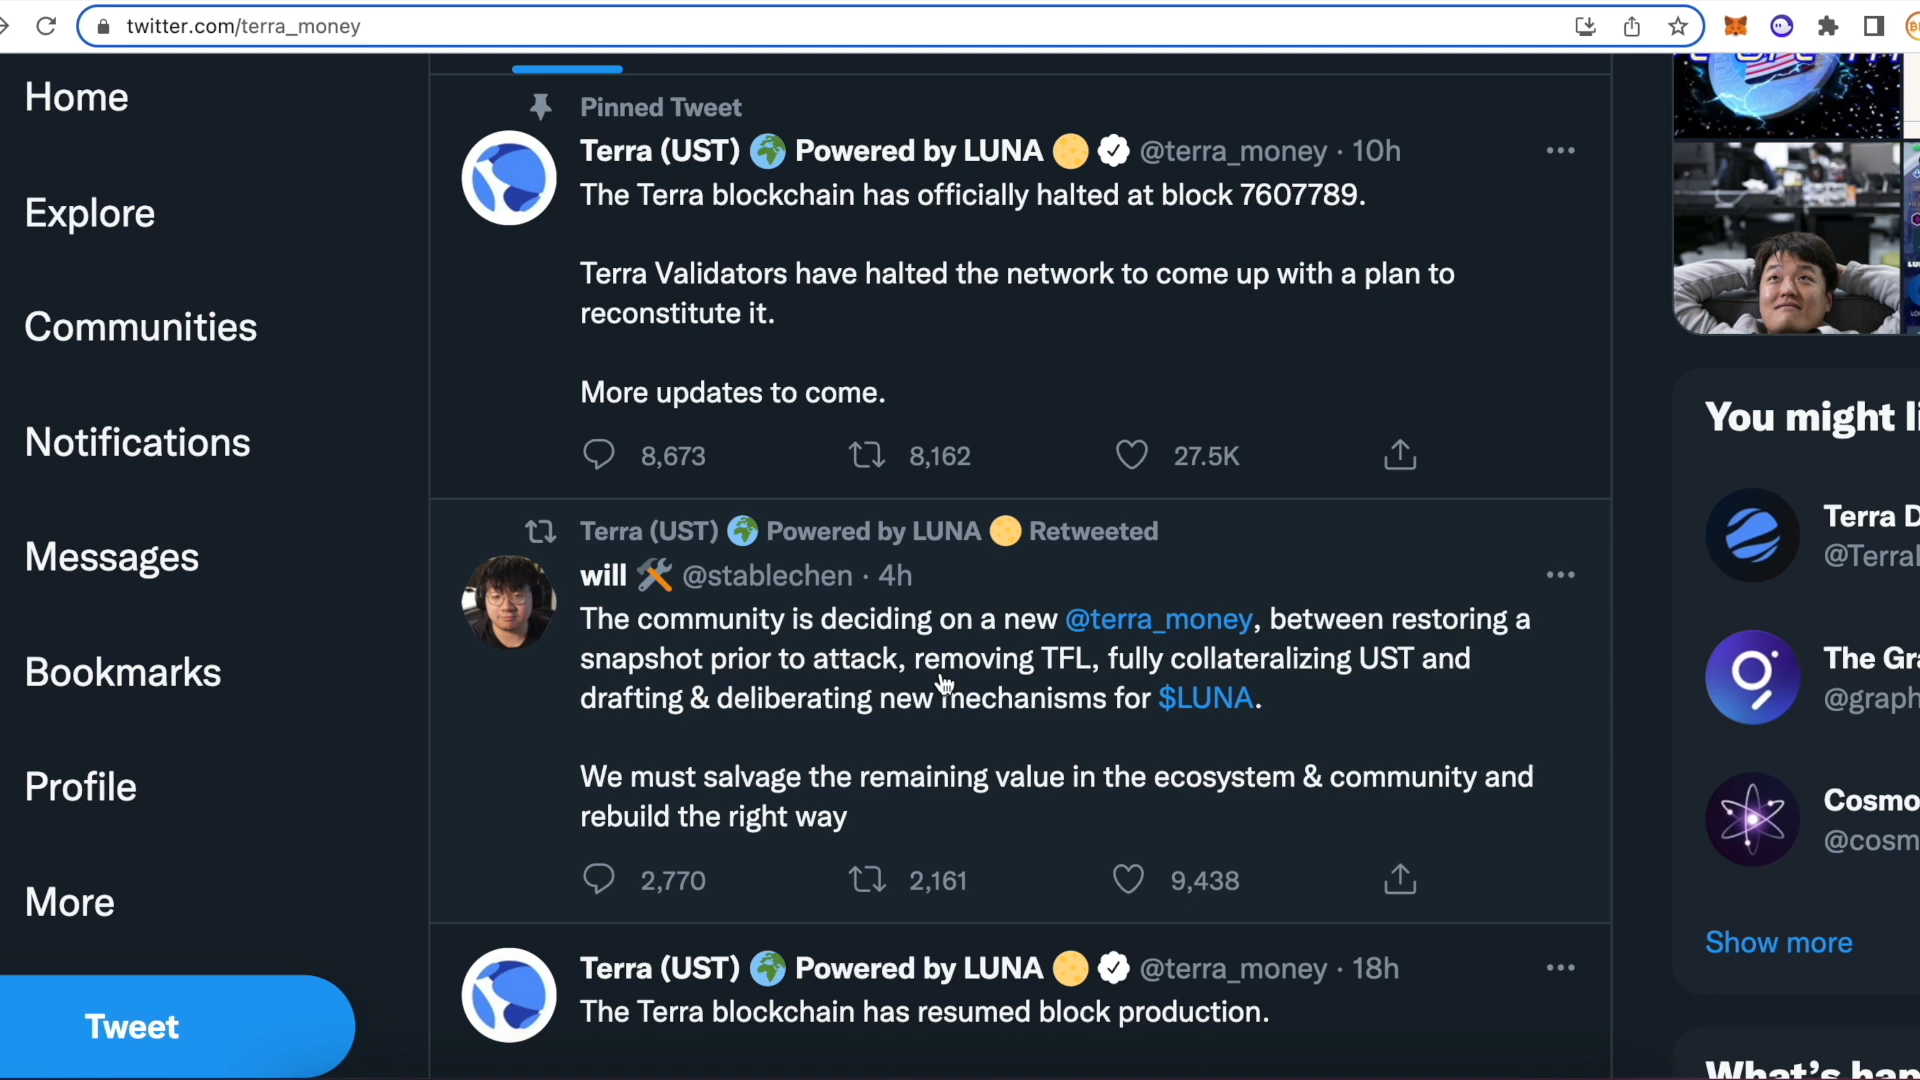 twitter.com/terra_money
Home
Explore
Communities
Notifications
Messages
Bookmarks
Profile
More
Tweet
Pinned Tweet
Terra (UST) 🌍 Powered by LUNA 🌕 @terra_money · 10h
The Terra blockchain has officially halted at block 7607789.
Terra Validators have halted the network to come up with a plan to
reconstitute it.
More updates to come.
8,673 8,162 27.5K
Terra (UST) 🌍 Powered by LUNA 🌕 Retweeted
will 🛠️ @stablechen · 4h
The community is deciding on a new @terra_money, between restoring a
snapshot prior to attack, removing TFL, fully collateralizing UST and
drafting & deliberating new mechanisms for $LUNA.
We must salvage the remaining value in the ecosystem & community and
rebuild the right way
2,770 2,161 9,438
Terra (UST) 🌍 Powered by LUNA 🌕 @terra_money · 18h
The Terra blockchain has resumed block production.
You might li
Terra D
@Terral
The Gra
@graph
Cosmo
@cosm
Show more
What's hap